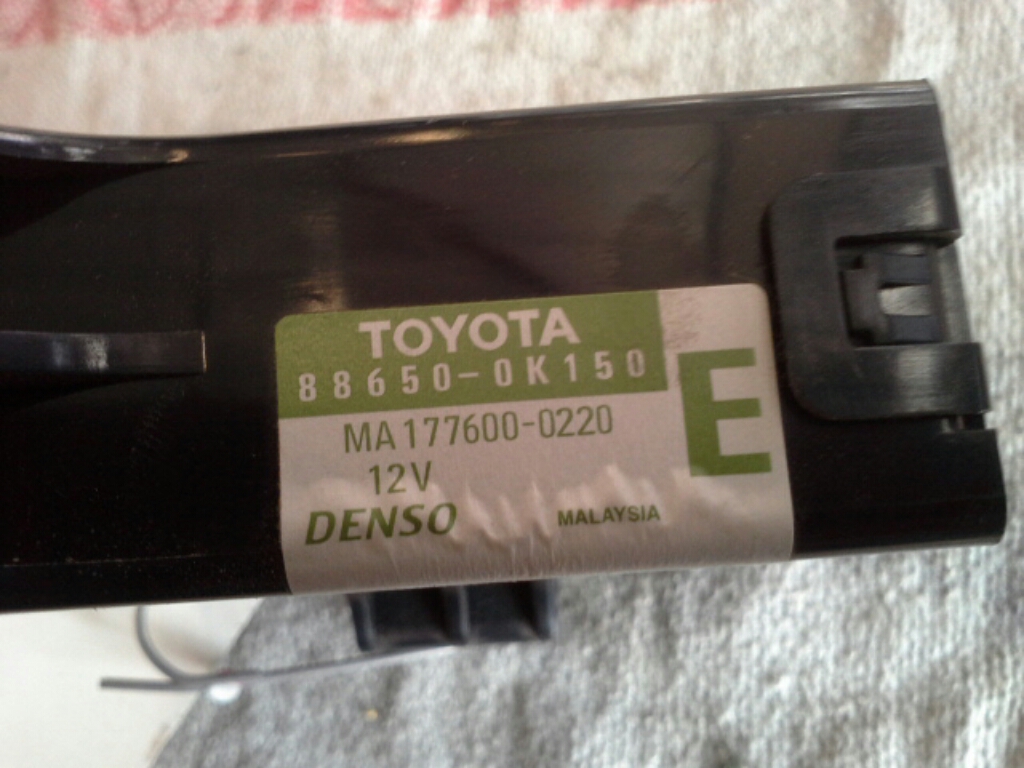 TOYOTA
88650-0K150
E
MA177600-0220
12V
DENSO MALAYSIA